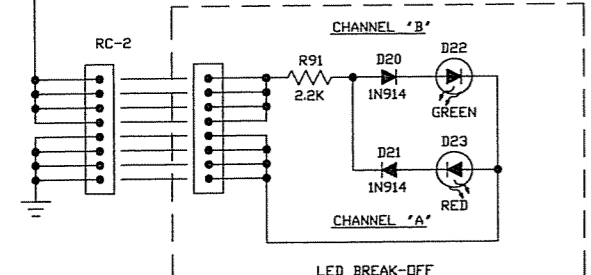 CHANNEL 'B'
RC-2
R91
2.2K
D20
1N914
D22
GREEN
D21
1N914
D23
RED
CHANNEL 'A'
LED BREAK-OFF